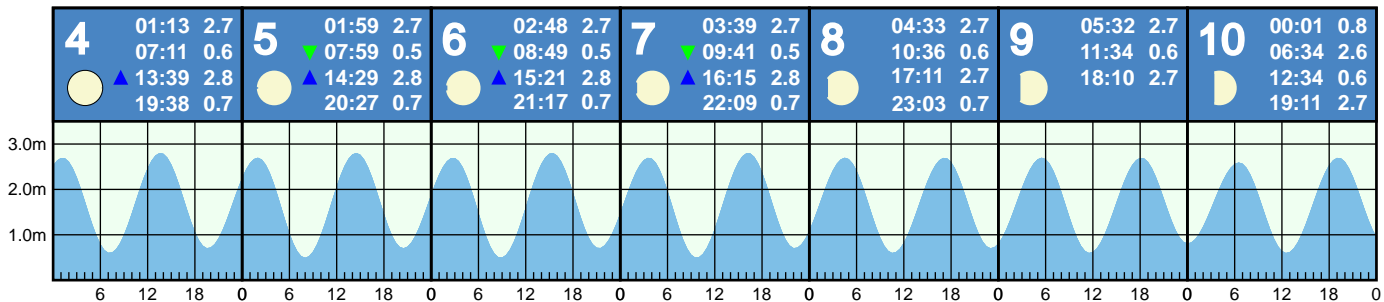 4
01:13 2.7
07:11 0.6
▲ 13:39 2.8
19:38 0.7
5
01:59 2.7
▼ 07:59 0.5
▲ 14:29 2.8
20:27 0.7
6
02:48 2.7
▼ 08:49 0.5
▲ 15:21 2.8
21:17 0.7
7
03:39 2.7
▼ 09:41 0.5
▲ 16:15 2.8
22:09 0.7
8
04:33 2.7
10:36 0.6
17:11 2.7
23:03 0.7
9
05:32 2.7
11:34 0.6
18:10 2.7
10
00:01 0.8
06:34 2.6
12:34 0.6
19:11 2.7
3.0m
2.0m
1.0m
6 12 18 0 6 12 18 0 6 12 18 0 6 12 18 0 6 12 18 0 6 12 18 0 6 12 18 0